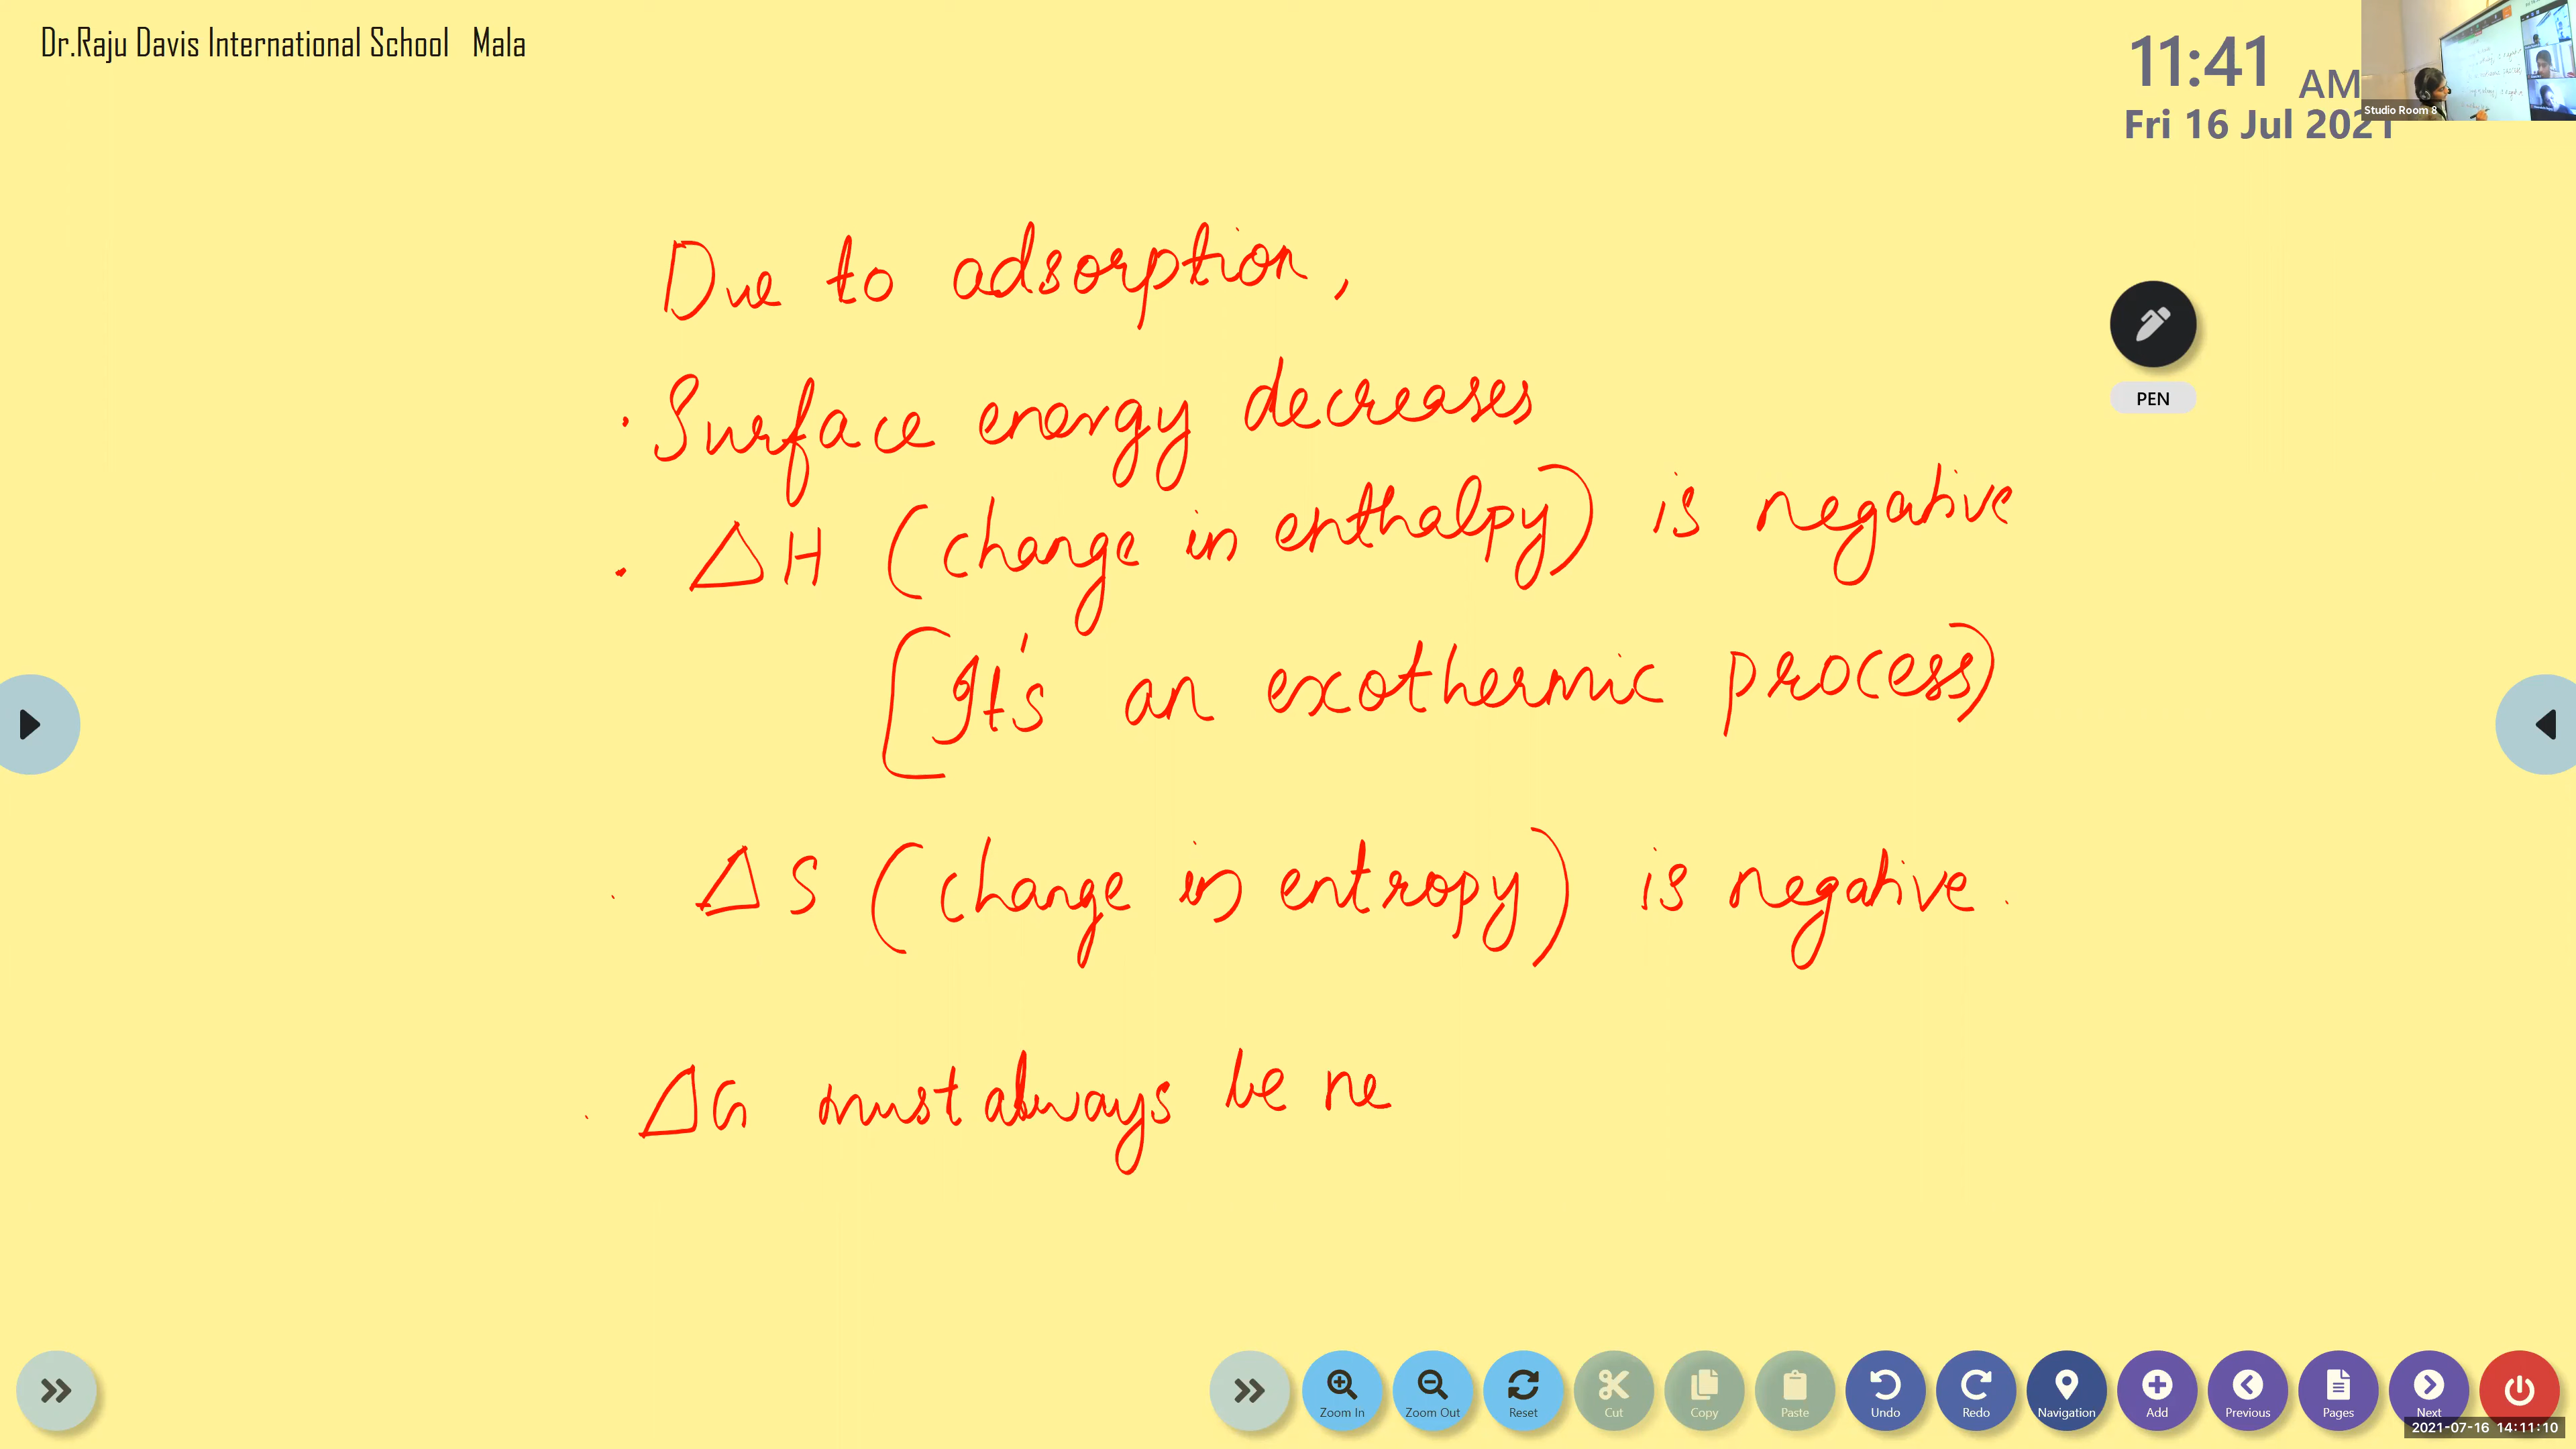 Dr.Raju Davis International School Mala
11:41 AM
Fri 16 Jul 2021
Studio Room 8
Due to adsorption,
PEN
. Surface energy decreases
. ΔH (change in enthalpy) is negative
[It's an exothermic process)
. ΔS (change in entropy) is negative.
. ΔG must always be ne
Zoom In
Zoom Out
Reset
Cut
Copy
Paste
Undo
Redo
Navigation
Add
Previous
Pages
Next
2021-07-16 14:11:10